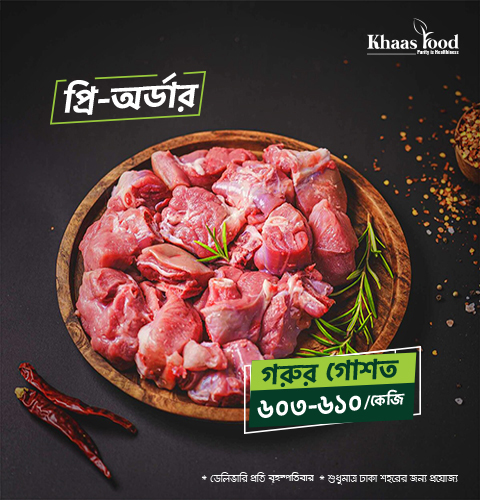 Khaas Food
Purity is Healthiness
প্রি-অর্ডার
গরুর গোশত
৬০৩-৬১০/কেজি
* ডেলিভারি প্রতি বৃহস্পতিবার * শুধুমাত্র ঢাকা শহরের জন্য প্রযোজ্য